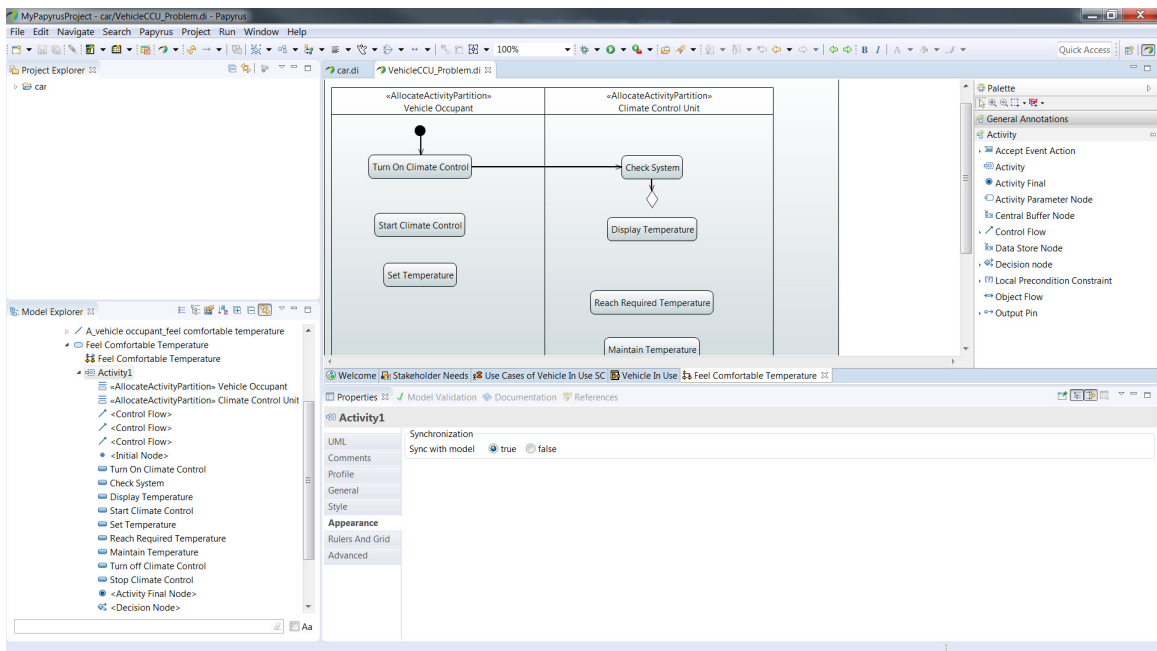 MyPapyrusProject - car/VehicleCCU_Problem.di - Papyrus
File Edit Navigate Search Papyrus Project Run Window Help
100%
B I
A
Quick Access
Project Explorer
car
car.di VehicleCCU_Problem.di
«AllocateActivityPartition»
Vehicle Occupant
«AllocateActivityPartition»
Climate Control Unit
Turn On Climate Control
Check System
Start Climate Control
Display Temperature
Set Temperature
Reach Required Temperature
Maintain Temperature
Palette
General Annotations
Activity
Accept Event Action
Activity
Activity Final
Activity Parameter Node
Central Buffer Node
Control Flow
Data Store Node
Decision node
Local Precondition Constraint
Object Flow
Output Pin
Model Explorer
A_vehicle occupant_feel comfortable temperature
Feel Comfortable Temperature
Feel Comfortable Temperature
Activity1
«AllocateActivityPartition» Vehicle Occupant
«AllocateActivityPartition» Climate Control Unit
<Control Flow>
<Control Flow>
<Control Flow>
<Initial Node>
Turn On Climate Control
Check System
Display Temperature
Start Climate Control
Set Temperature
Reach Required Temperature
Maintain Temperature
Turn off Climate Control
Stop Climate Control
<Activity Final Node>
<Decision Node>
Aa
Welcome Stakeholder Needs Use Cases of Vehicle In Use SC Vehicle In Use Feel Comfortable Temperature
Properties Model Validation Documentation References
Activity1
UML
Comments
Profile
General
Style
Appearance
Rulers And Grid
Advanced
Synchronization
Sync with model true false